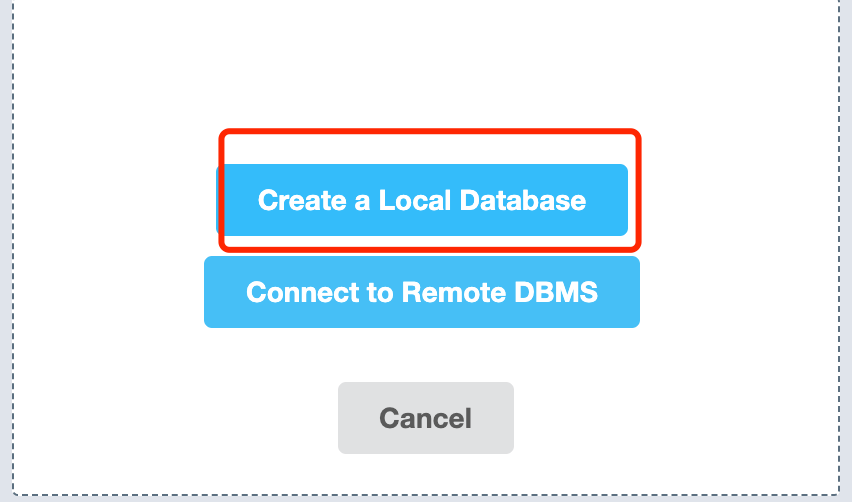 Create a Local Database
Connect to Remote DBMS
Cancel